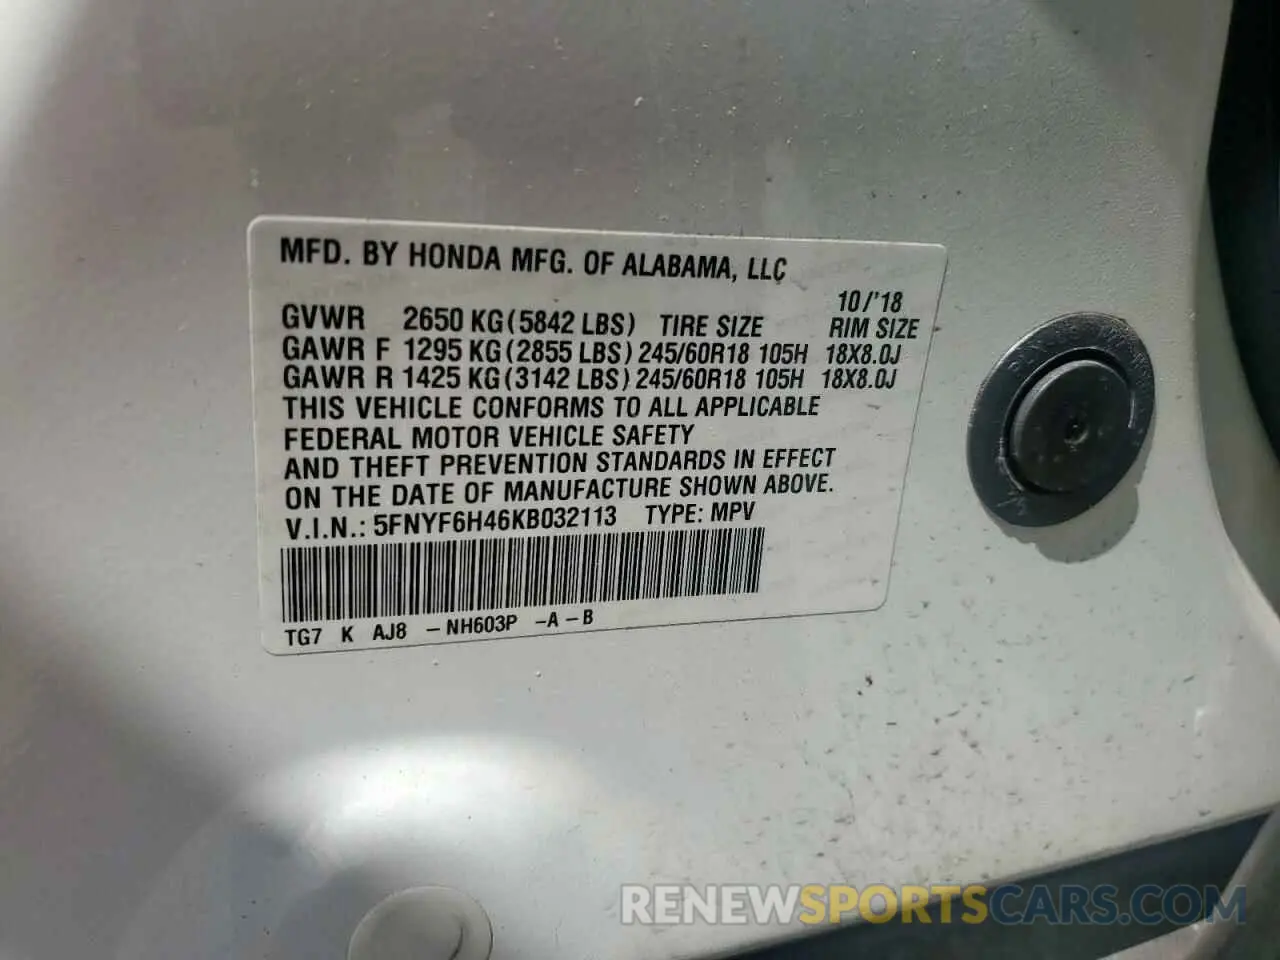 MFD. BY HONDA MFG. OF ALABAMA, LLC
10/'18
GVWR 2650 KG(5842 LBS) TIRE SIZE RIM SIZE
GAWR F 1295 KG(2855 LBS) 245/60R18 105H 18X8.0J
GAWR R 1425 KG(3142 LBS) 245/60R18 105H 18X8.0J
THIS VEHICLE CONFORMS TO ALL APPLICABLE
FEDERAL MOTOR VEHICLE SAFETY
AND THEFT PREVENTION STANDARDS IN EFFECT
ON THE DATE OF MANUFACTURE SHOWN ABOVE.
V.I.N.: 5FNYF6H46KB032113 TYPE: MPV
TG7 K AJ8 -NH603P -A-B
RENEWSPORTSCARS.COM